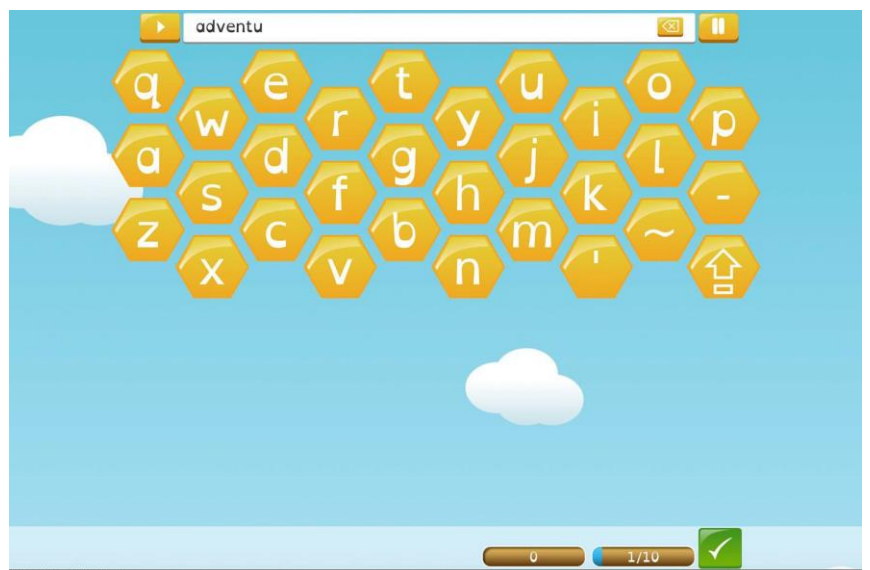 adventu
q e t u o
w r y i p
a d g j l
s f h k -
z c b m ~
x v n '
0 1/10